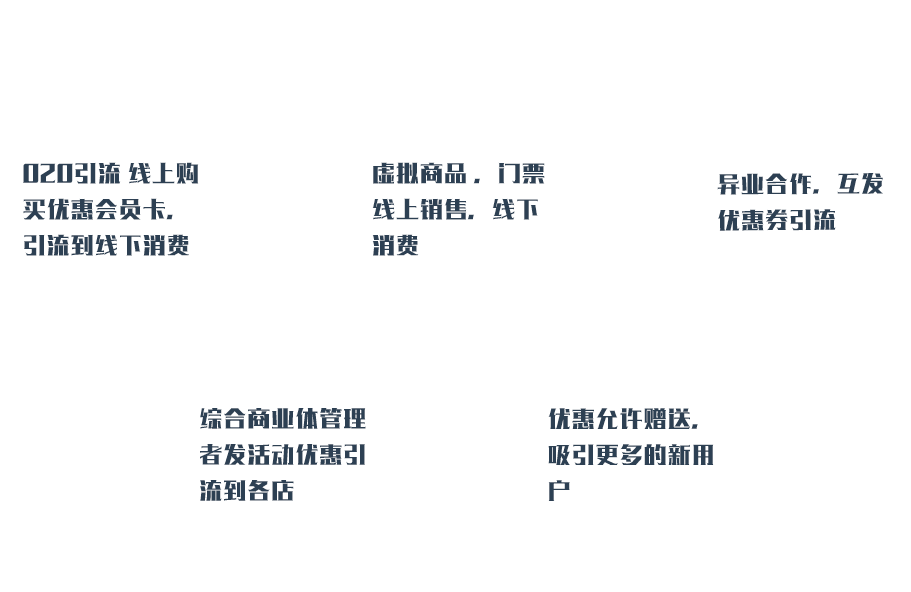 O2O引流 线上购
买优惠会员卡，
引流到线下消费
虚拟商品，门票
线上销售，线下
消费
异业合作，互发
优惠券引流
综合商业体管理
者发活动优惠引
流到各店
优惠允许赠送，
吸引更多的新用
户